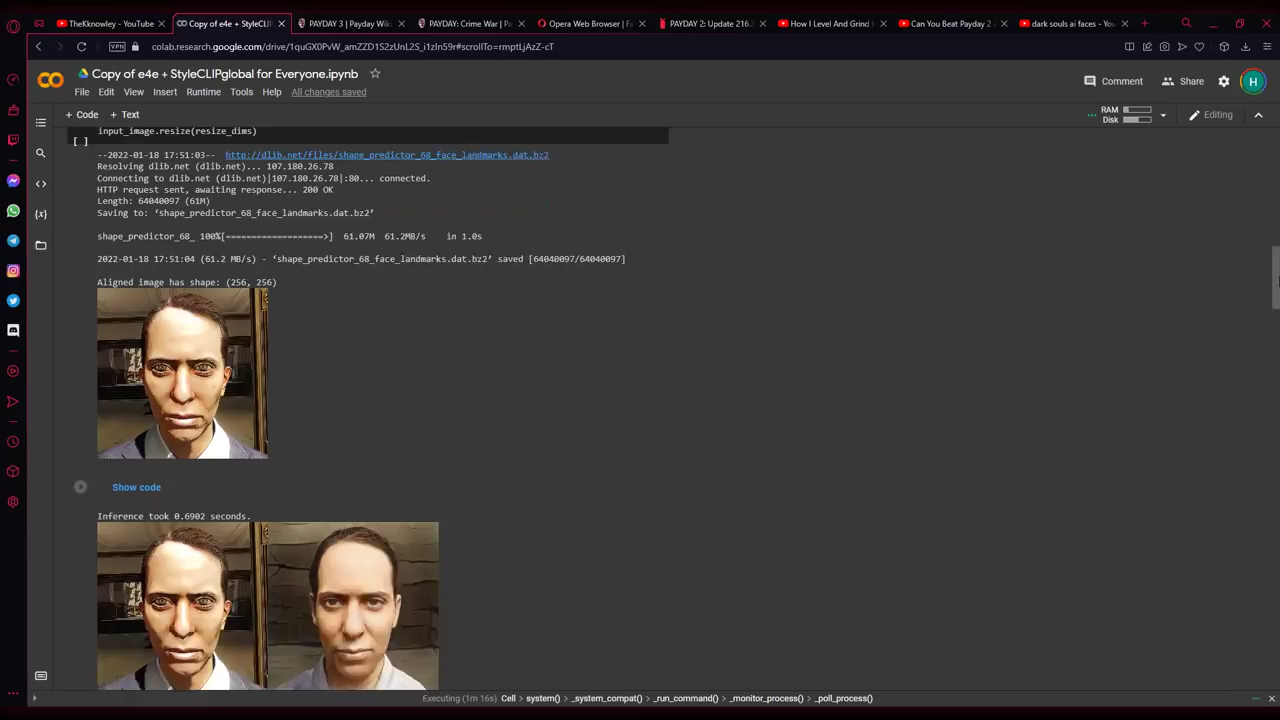 TheKknowley - YouTube
Copy of e4e + StyleCLIP
PAYDAY 3 | Payday Wiki
PAYDAY: Crime War | Pa
Opera Web Browser | Fa
PAYDAY 2: Update 216.
How I Level And Grind I
Can You Beat Payday 2
dark souls ai faces - You
VPN
colab.research.google.com/drive/1quGX0PvW_amZZD1S2zUnL2S_i1zIn59r#scrollTo=rmptLjAzZ-cT
Copy of e4e + StyleCLIPglobal for Everyone.ipynb
Comment
Share
H
File Edit View Insert Runtime Tools Help All changes saved
+ Code + Text
RAM
Disk
Editing
input_image.resize(resize_dims)
[ ]
--2022-01-18 17:51:03-- http://dlib.net/files/shape_predictor_68_face_landmarks.dat.bz2
Resolving dlib.net (dlib.net)... 107.180.26.78
Connecting to dlib.net (dlib.net)|107.180.26.78|:80... connected.
HTTP request sent, awaiting response... 200 OK
Length: 64040097 (61M)
Saving to: ‘shape_predictor_68_face_landmarks.dat.bz2’
shape_predictor_68_ 100%[===================>] 61.07M 61.2MB/s in 1.0s
2022-01-18 17:51:04 (61.2 MB/s) - ‘shape_predictor_68_face_landmarks.dat.bz2’ saved [64040097/64040097]
Aligned image has shape: (256, 256)
Show code
Inference took 0.6902 seconds.
Executing (1m 16s) Cell > system() > _system_compat() > _run_command() > _monitor_process() > _poll_process()